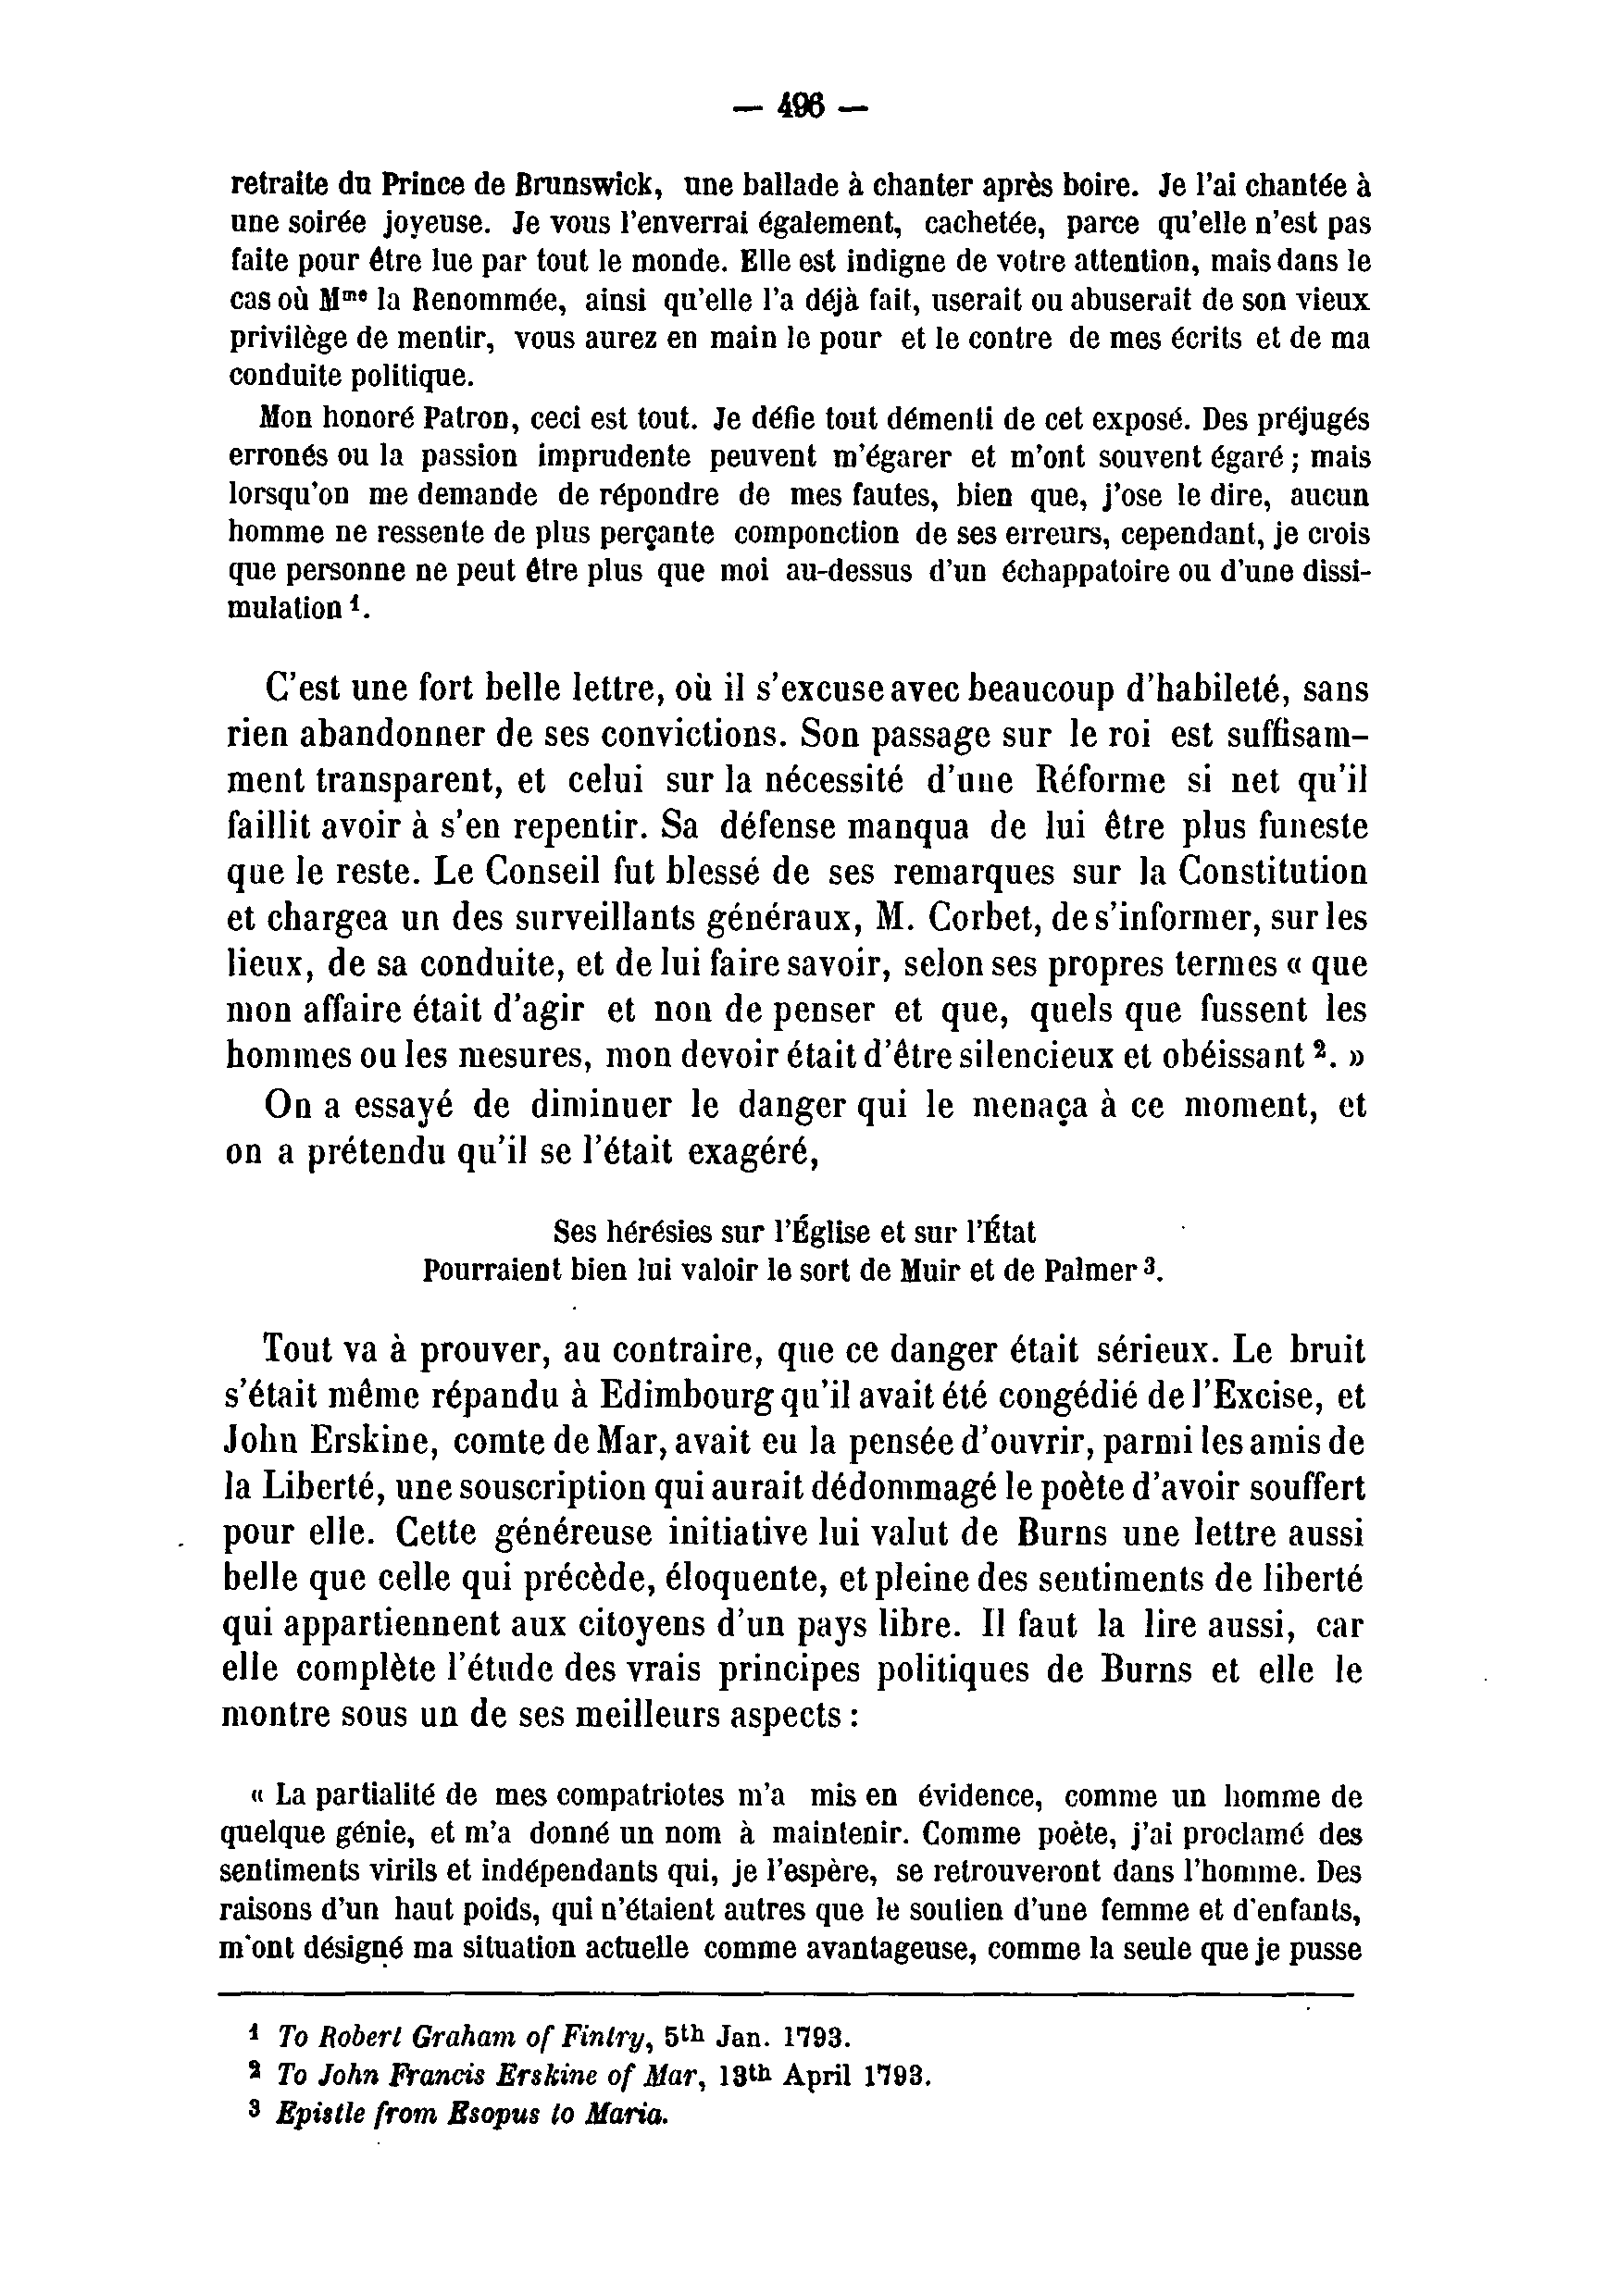 — 496 —
retraite du Prince de Brunswick, une ballade à chanter après boire. Je l'ai chantée à
une soirée joyeuse. Je vous l'enverrai également, cachetée, parce qu'elle n'est pas
faite pour être lue par tout le monde. Elle est indigne de votre attention, mais dans le
cas où Mme la Renommée, ainsi qu'elle l'a déjà fait, userait ou abuserait de son vieux
privilège de mentir, vous aurez en main le pour et le contre de mes écrits et de ma
conduite politique.
Mon honoré Patron, ceci est tout. Je défie tout démenti de cet exposé. Des préjugés
erronés ou la passion imprudente peuvent m'égarer et m'ont souvent égaré ; mais
lorsqu'on me demande de répondre de mes fautes, bien que, j'ose le dire, aucun
homme ne ressente de plus perçante componction de ses erreurs, cependant, je crois
que personne ne peut être plus que moi au-dessus d'un échappatoire ou d'une dissi-
mulation 1.
C'est une fort belle lettre, où il s'excuse avec beaucoup d'habileté, sans
rien abandonner de ses convictions. Son passage sur le roi est suffisam-
ment transparent, et celui sur la nécessité d'une Réforme si net qu'il
faillit avoir à s'en repentir. Sa défense manqua de lui être plus funeste
que le reste. Le Conseil fut blessé de ses remarques sur la Constitution
et chargea un des surveillants généraux, M. Corbet, de s'informer, sur les
lieux, de sa conduite, et de lui faire savoir, selon ses propres termes « que
mon affaire était d'agir et non de penser et que, quels que fussent les
hommes ou les mesures, mon devoir était d'être silencieux et obéissant 2. »
On a essayé de diminuer le danger qui le menaça à ce moment, et
on a prétendu qu'il se l'était exagéré,
Ses hérésies sur l'Église et sur l'État
Pourraient bien lui valoir le sort de Muir et de Palmer 3.
Tout va à prouver, au contraire, que ce danger était sérieux. Le bruit
s'était même répandu à Edimbourg qu'il avait été congédié de l'Excise, et
John Erskine, comte de Mar, avait eu la pensée d'ouvrir, parmi les amis de
la Liberté, une souscription qui aurait dédommagé le poète d'avoir souffert
pour elle. Cette généreuse initiative lui valut de Burns une lettre aussi
belle que celle qui précède, éloquente, et pleine des sentiments de liberté
qui appartiennent aux citoyens d'un pays libre. Il faut la lire aussi, car
elle complète l'étude des vrais principes politiques de Burns et elle le
montre sous un de ses meilleurs aspects :
« La partialité de mes compatriotes m'a mis en évidence, comme un homme de
quelque génie, et m'a donné un nom à maintenir. Comme poète, j'ai proclamé des
sentiments virils et indépendants qui, je l'espère, se retrouveront dans l'homme. Des
raisons d'un haut poids, qui n'étaient autres que le soutien d'une femme et d'enfants,
m'ont désigné ma situation actuelle comme avantageuse, comme la seule que je pusse
1 To Robert Graham of Fintry, 5th Jan. 1793.
2 To John Francis Erskine of Mar, 13th April 1793.
3 Epistle from Esopus to Maria.